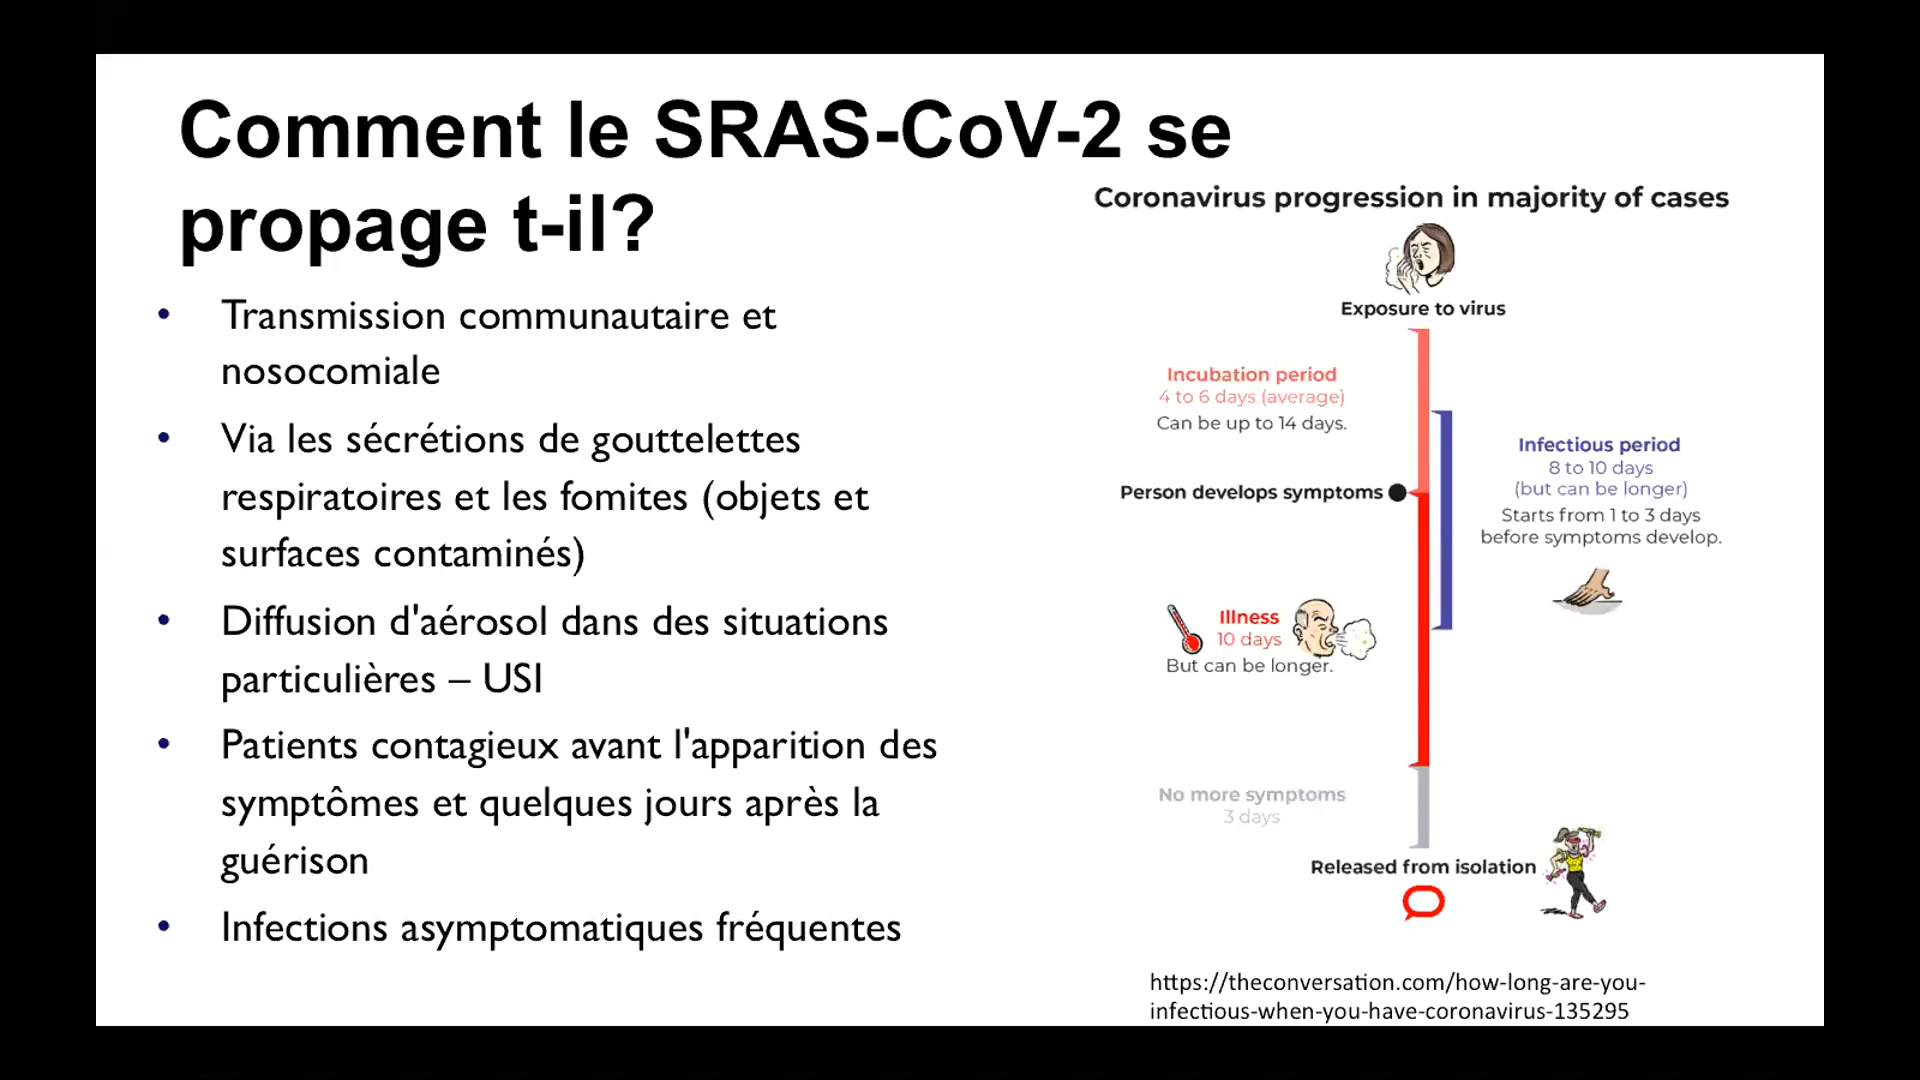 Comment le SRAS-CoV-2 se
propage t-il?
• Transmission communautaire et
nosocomiale
• Via les sécrétions de gouttelettes
respiratoires et les fomites (objets et
surfaces contaminés)
• Diffusion d'aérosol dans des situations
particulières – USI
• Patients contagieux avant l'apparition des
symptômes et quelques jours après la
guérison
• Infections asymptomatiques fréquentes
Coronavirus progression in majority of cases
Exposure to virus
Incubation period
4 to 6 days (average)
Can be up to 14 days.
Infectious period
8 to 10 days
(but can be longer)
Starts from 1 to 3 days
before symptoms develop.
Person develops symptoms
Illness
10 days
But can be longer.
No more symptoms
3 days
Released from isolation
https://theconversation.com/how-long-are-you-
infectious-when-you-have-coronavirus-135295